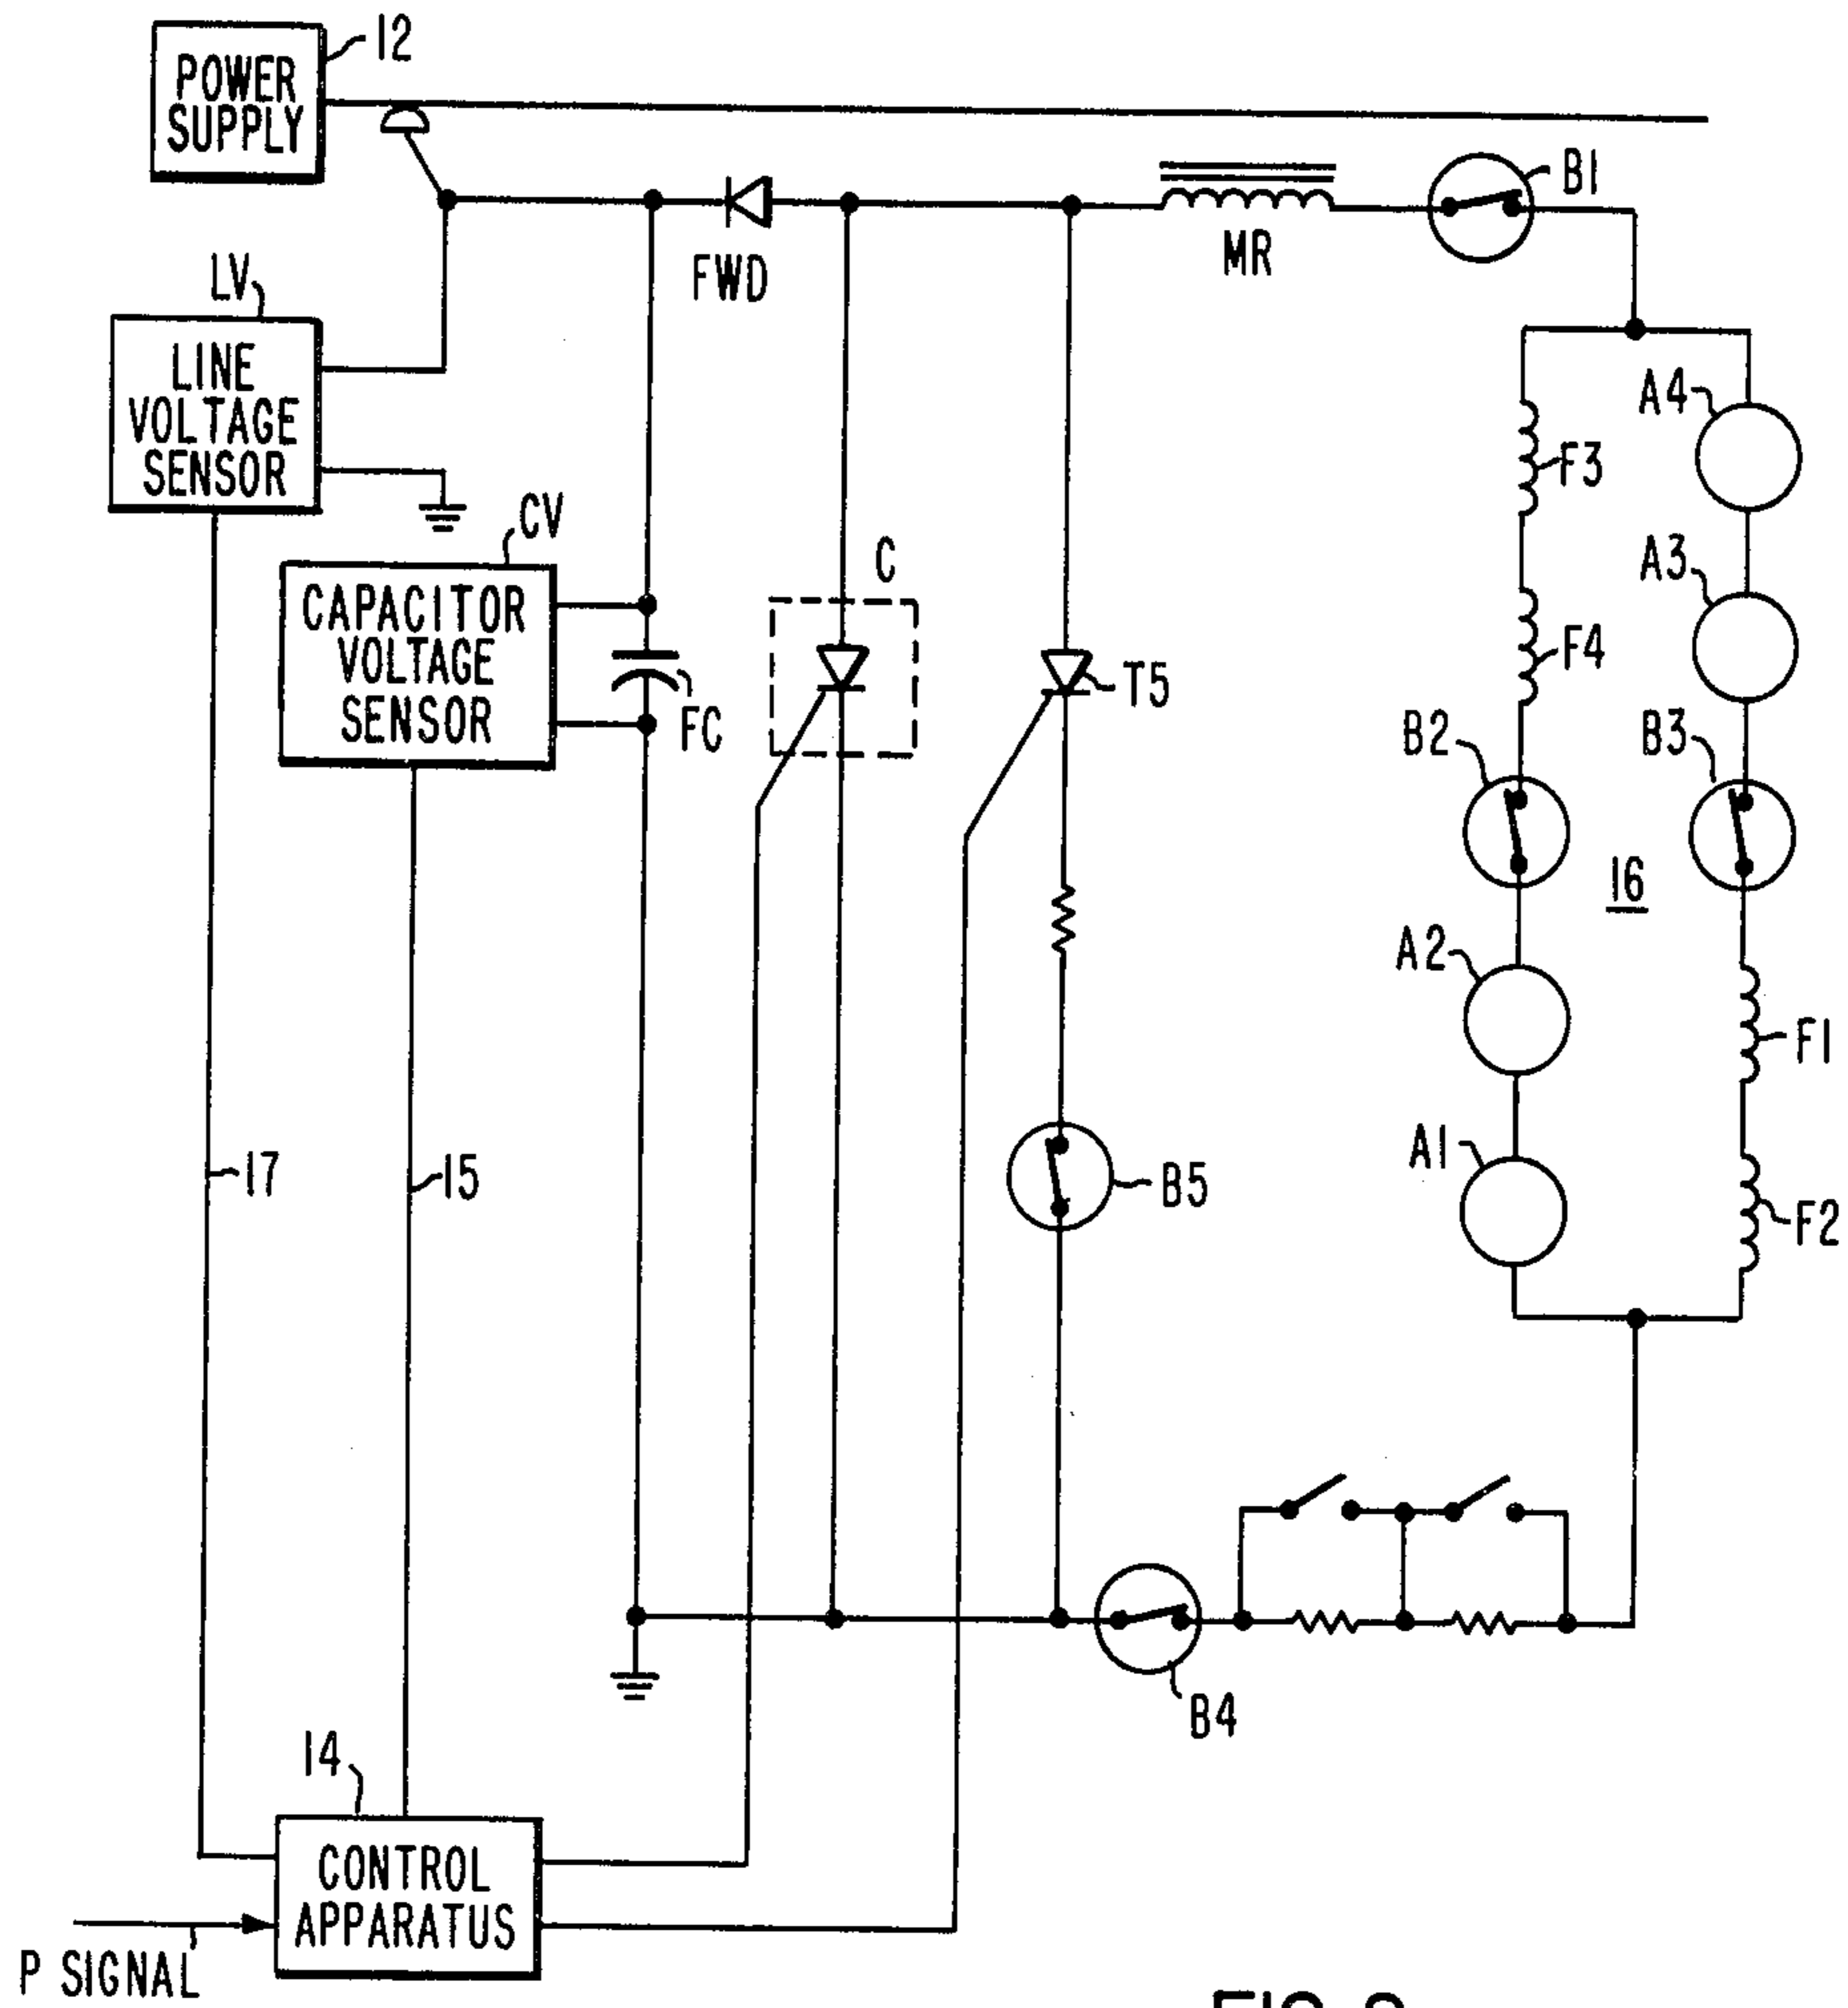 POWER
SUPPLY
12
B1
MR
FWD
LV
LINE
VOLTAGE
SENSOR
A4
F3
CV
C
A3
CAPACITOR
VOLTAGE
SENSOR
FC
T5
F4
B2
B3
16
A2
F1
A1
17
15
B5
F2
B4
14
CONTROL
APPARATUS
P SIGNAL